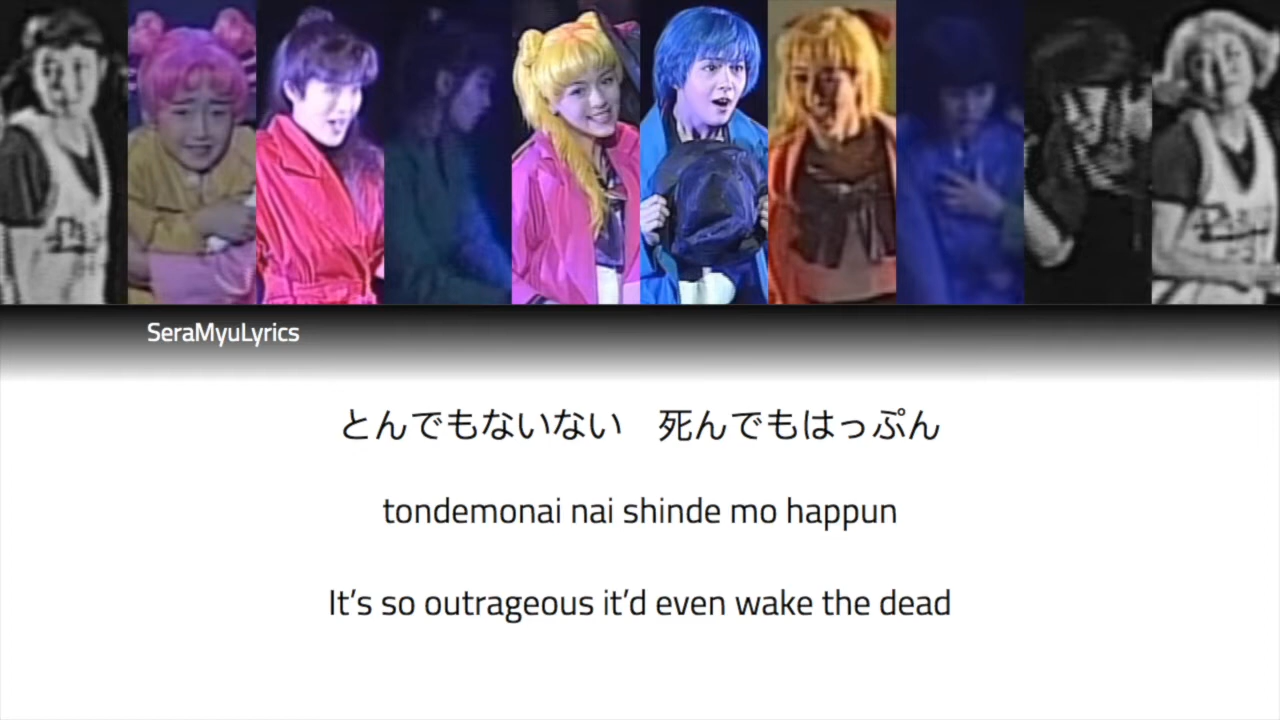 SeraMyuLyrics
とんでもないない　死んでもはっぷん
tondemonai nai shinde mo happun
It’s so outrageous it’d even wake the dead